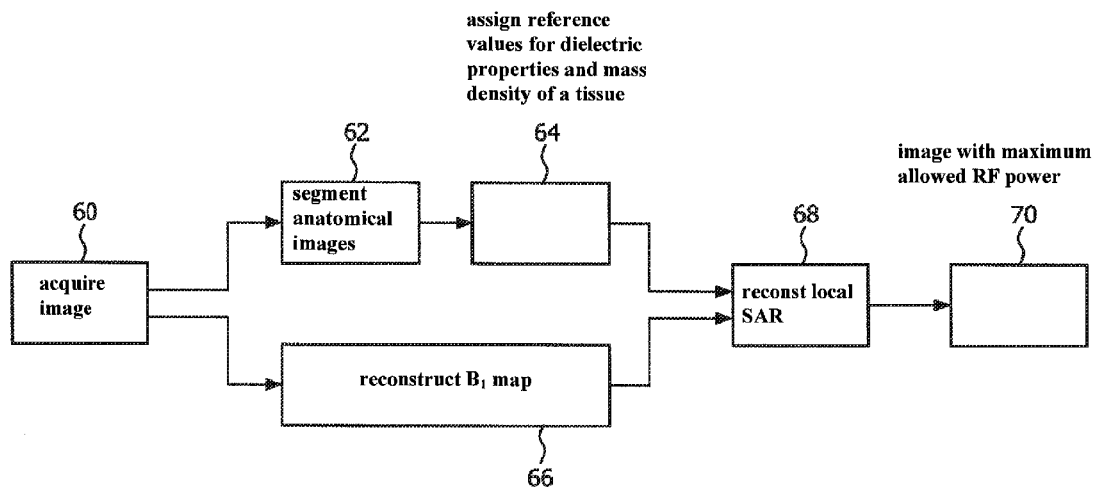 assign reference
values for dielectric
properties and mass
density of a tissue
62
64
image with maximum
allowed RF power
60
segment
anatomical
images
68
70
acquire
image
reconst local
SAR
reconstruct B₁ map
66